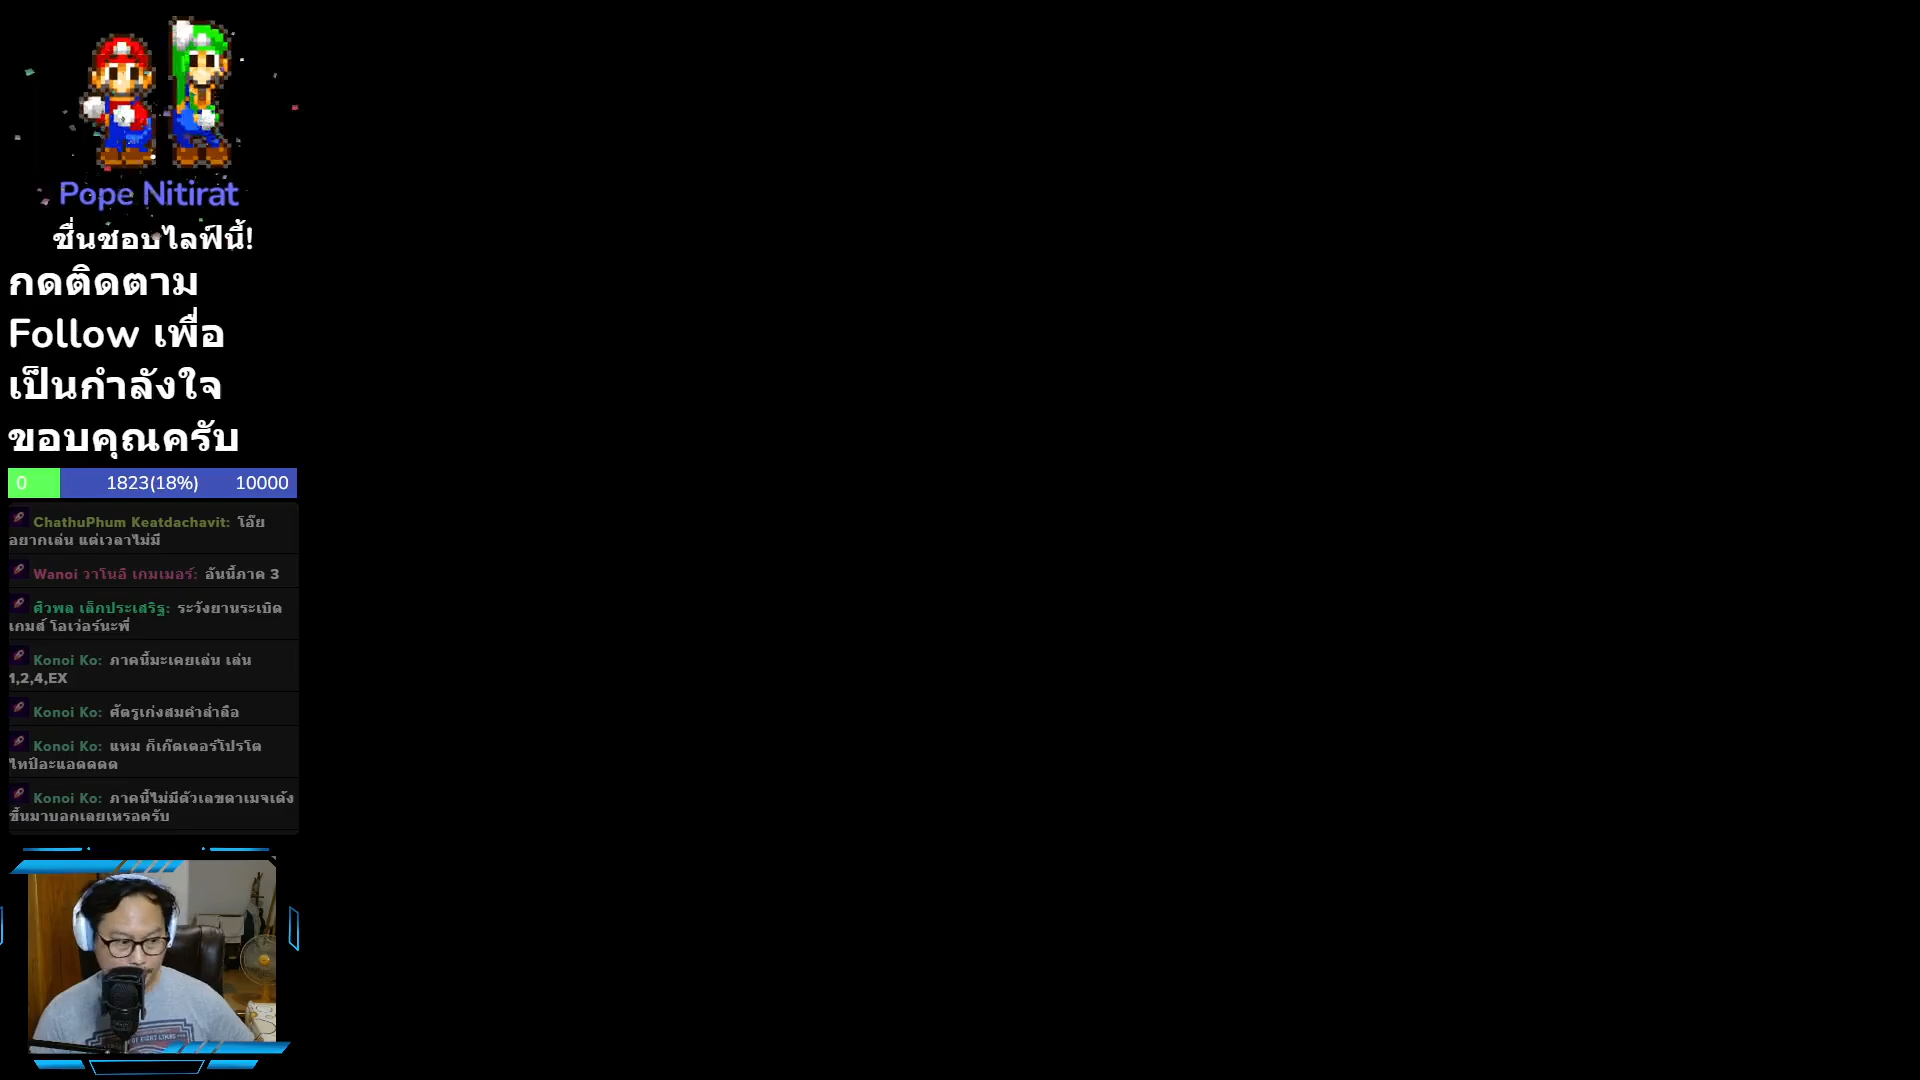 Pope Nitirat
ชื่นชอบไลฟ์นี้!
กดติดตาม
Follow เพื่อ
เป็นกำลังใจ
ขอบคุณครับ
0 1823(18%) 10000
ChathuPhum Keatdachavit: โอ๊ย
อยากเล่น แต่เวลาไม่มี
Wanoi วาโนอิ เกมเมอร์: อันนี้ภาค 3
ศิวพล เล็กประเสริฐ: ระวังยานระเบิด
เกมส์ โอเว่อร์นะพี่
Konoi Ko: ภาคนี้มะเคยเล่น เล่น
1,2,4,EX
Konoi Ko: ศัตรูเก่งสมคำล่ำลือ
Konoi Ko: แหม ก็เก๊ตเตอร์โปรโต
ไทป์อะแอดดดด
Konoi Ko: ภาคนี้ไม่มีตัวเลขดาเมจเด้ง
ขึ้นมาบอกเลยเหรอครับ